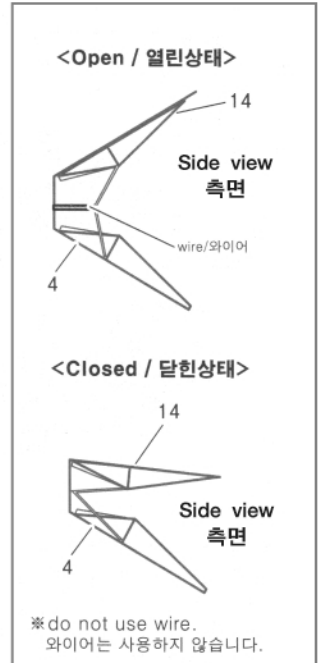 <Open / 열린상태>
14
Side view
측면
wire/와이어
4
<Closed / 닫힌상태>
14
Side view
측면
4
※do not use wire.
와이어는 사용하지 않습니다.